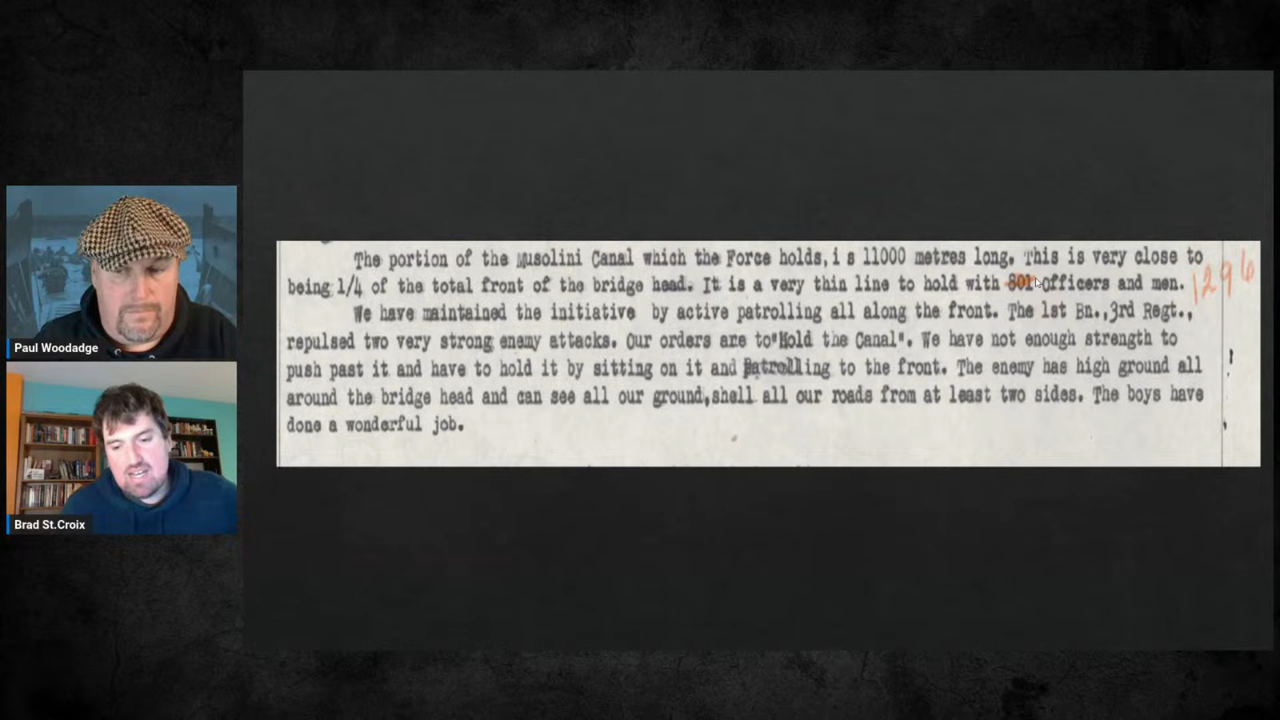 The portion of the Musolini Canal which the Force holds,i s 11000 metres long. This is very close to
being 1/4 of the total front of the bridge head. It is a very thin line to hold with 801 officers and men.
1296
We have maintained the initiative by active patrolling all along the front. The 1st Bn.,3rd Regt.,
repulsed two very strong enemy attacks. Our orders are to"Hold the Canal". We have not enough strength to
push past it and have to hold it by sitting on it and Patrolling to the front. The enemy has high ground all
around the bridge head and can see all our ground,shell all our roads from at least two sides. The boys have
done a wonderful job.
Paul Woodadge
Brad St.Croix